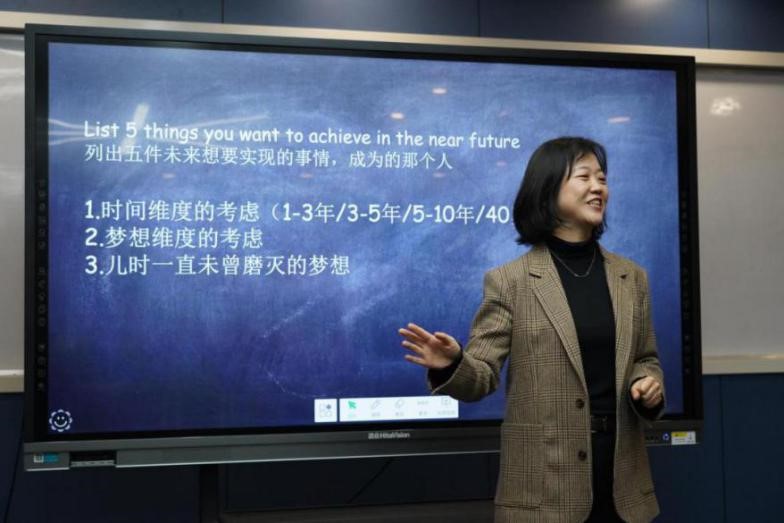 List 5 things you want to achieve in the near future
列出五件未来想要实现的事情，成为的那个人
1.时间维度的考虑（1-3年/3-5年/5-10年/40
2.梦想维度的考虑
3.儿时一直未曾磨灭的梦想
HiteVision